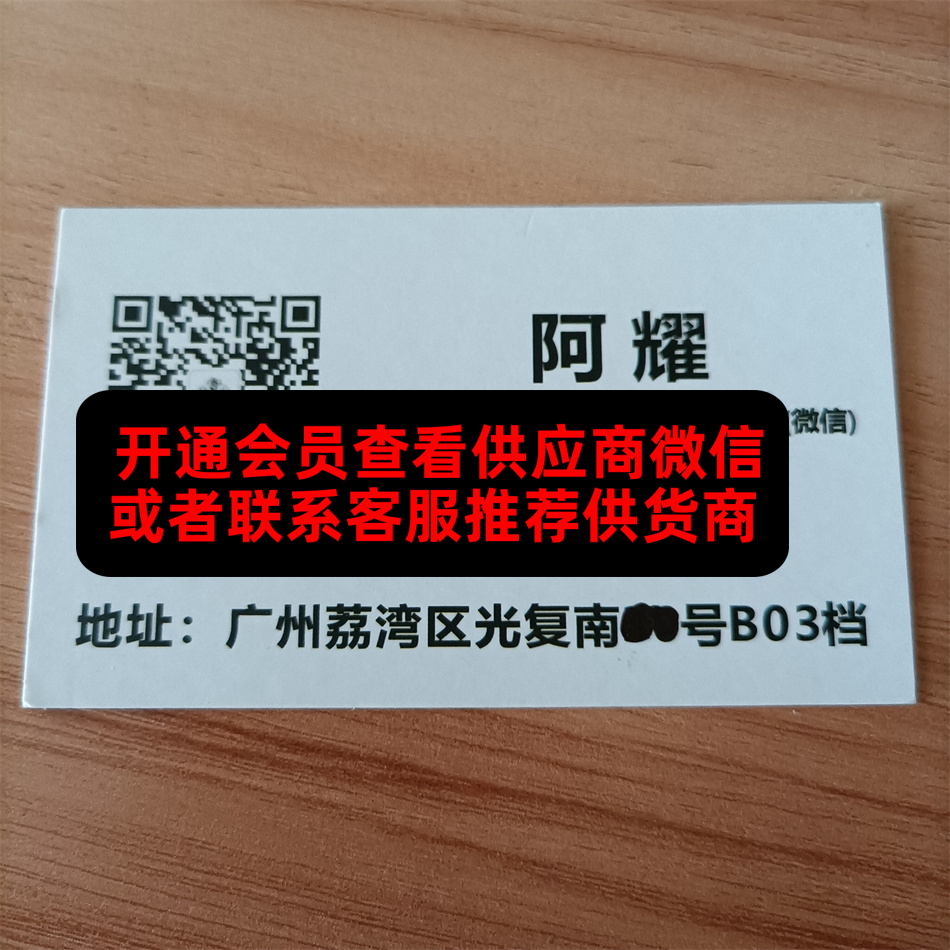 阿耀
微信)
开通会员查看供应商微信
或者联系客服推荐供货商
地址：广州荔湾区光复南号B03档